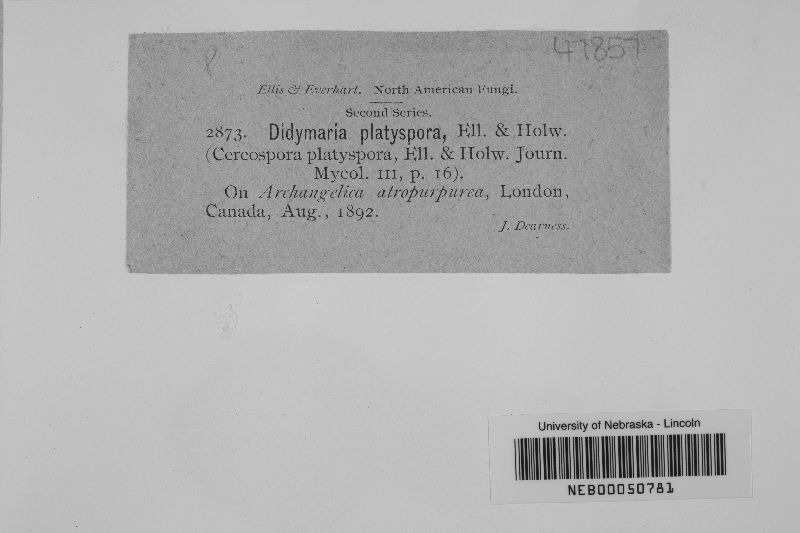 P
47857
Ellis & Everhart. North American Fungi.
Second Series.
2873. Didymaria platyspora, Ell. & Holw.
(Cercospora platyspora, Ell. & Holw. Journ.
Mycol. III, p. 16).
On Archangelica atropurpurea, London,
Canada, Aug., 1892.
J. Dearness.
University of Nebraska - Lincoln
NEB00050781